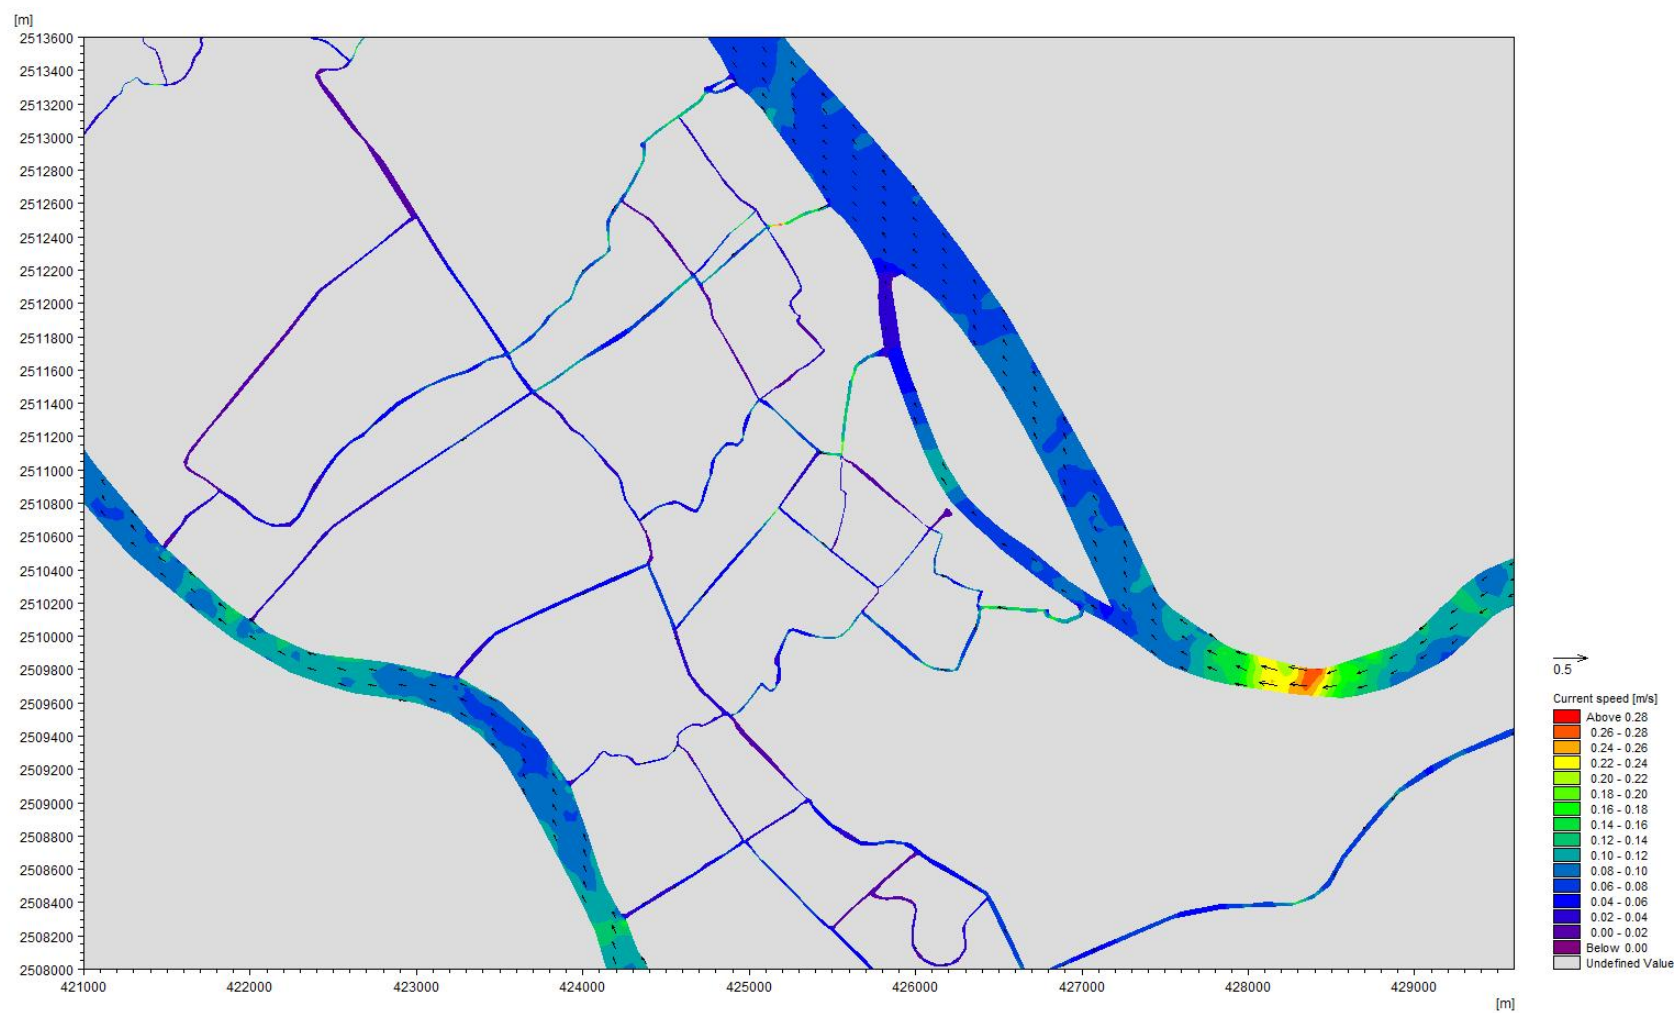 [m]
2513600
2513400
2513200
2513000
2512800
2512600
2512400
2512200
2512000
2511800
2511600
2511400
2511200
2511000
2510800
2510600
2510400
2510200
2510000
2509800
2509600
2509400
2509200
2509000
2508800
2508600
2508400
2508200
2508000
421000 422000 423000 424000 425000 426000 427000 428000 429000
[m]
0.5
Current speed [m/s]
Above 0.28
0.26 - 0.28
0.24 - 0.26
0.22 - 0.24
0.20 - 0.22
0.18 - 0.20
0.16 - 0.18
0.14 - 0.16
0.12 - 0.14
0.10 - 0.12
0.08 - 0.10
0.06 - 0.08
0.04 - 0.06
0.02 - 0.04
0.00 - 0.02
Below 0.00
Undefined Value